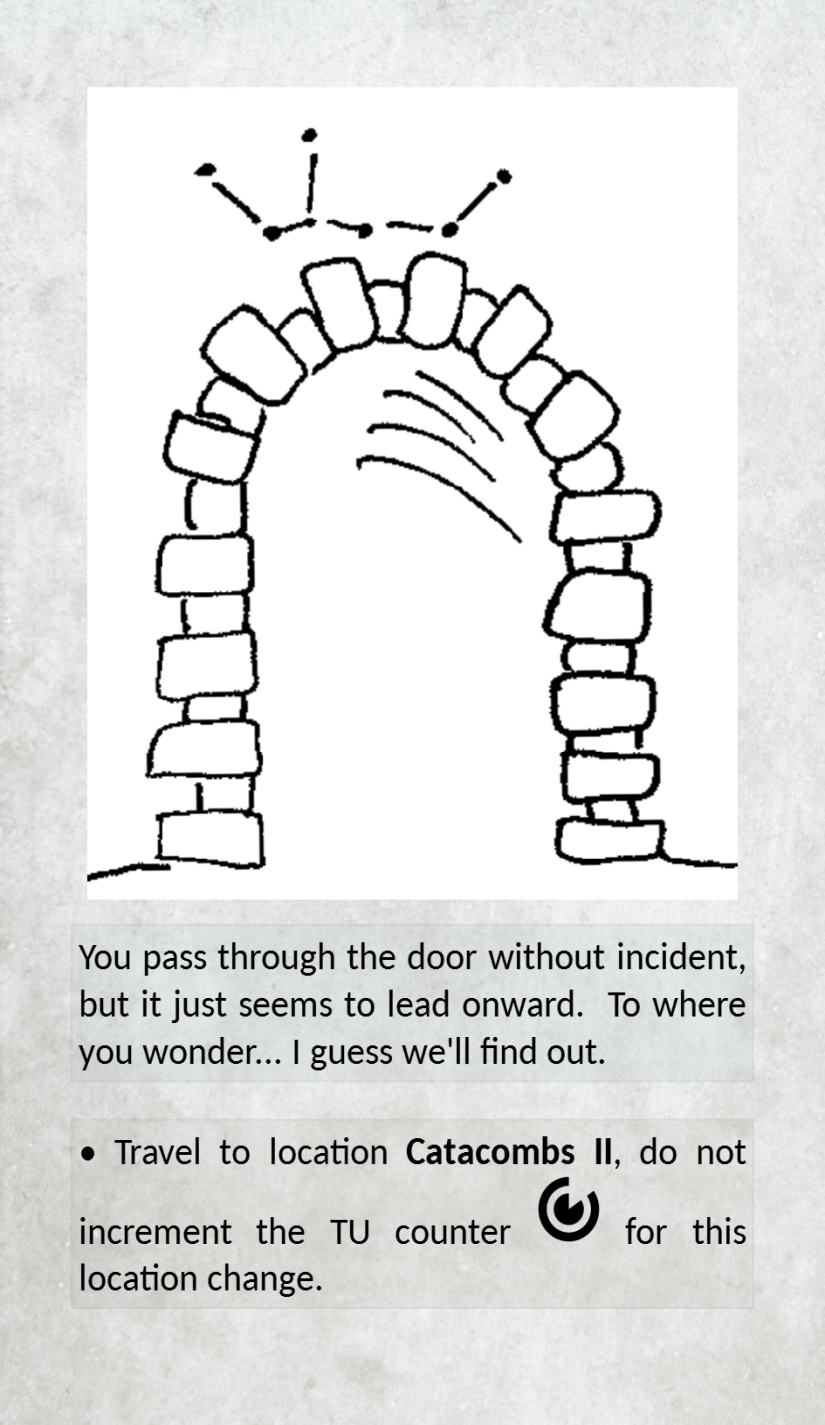 You pass through the door without incident,
but it just seems to lead onward.  To where
you wonder... I guess we'll find out.
• Travel to location Catacombs II, do not
increment the TU counter for this
location change.